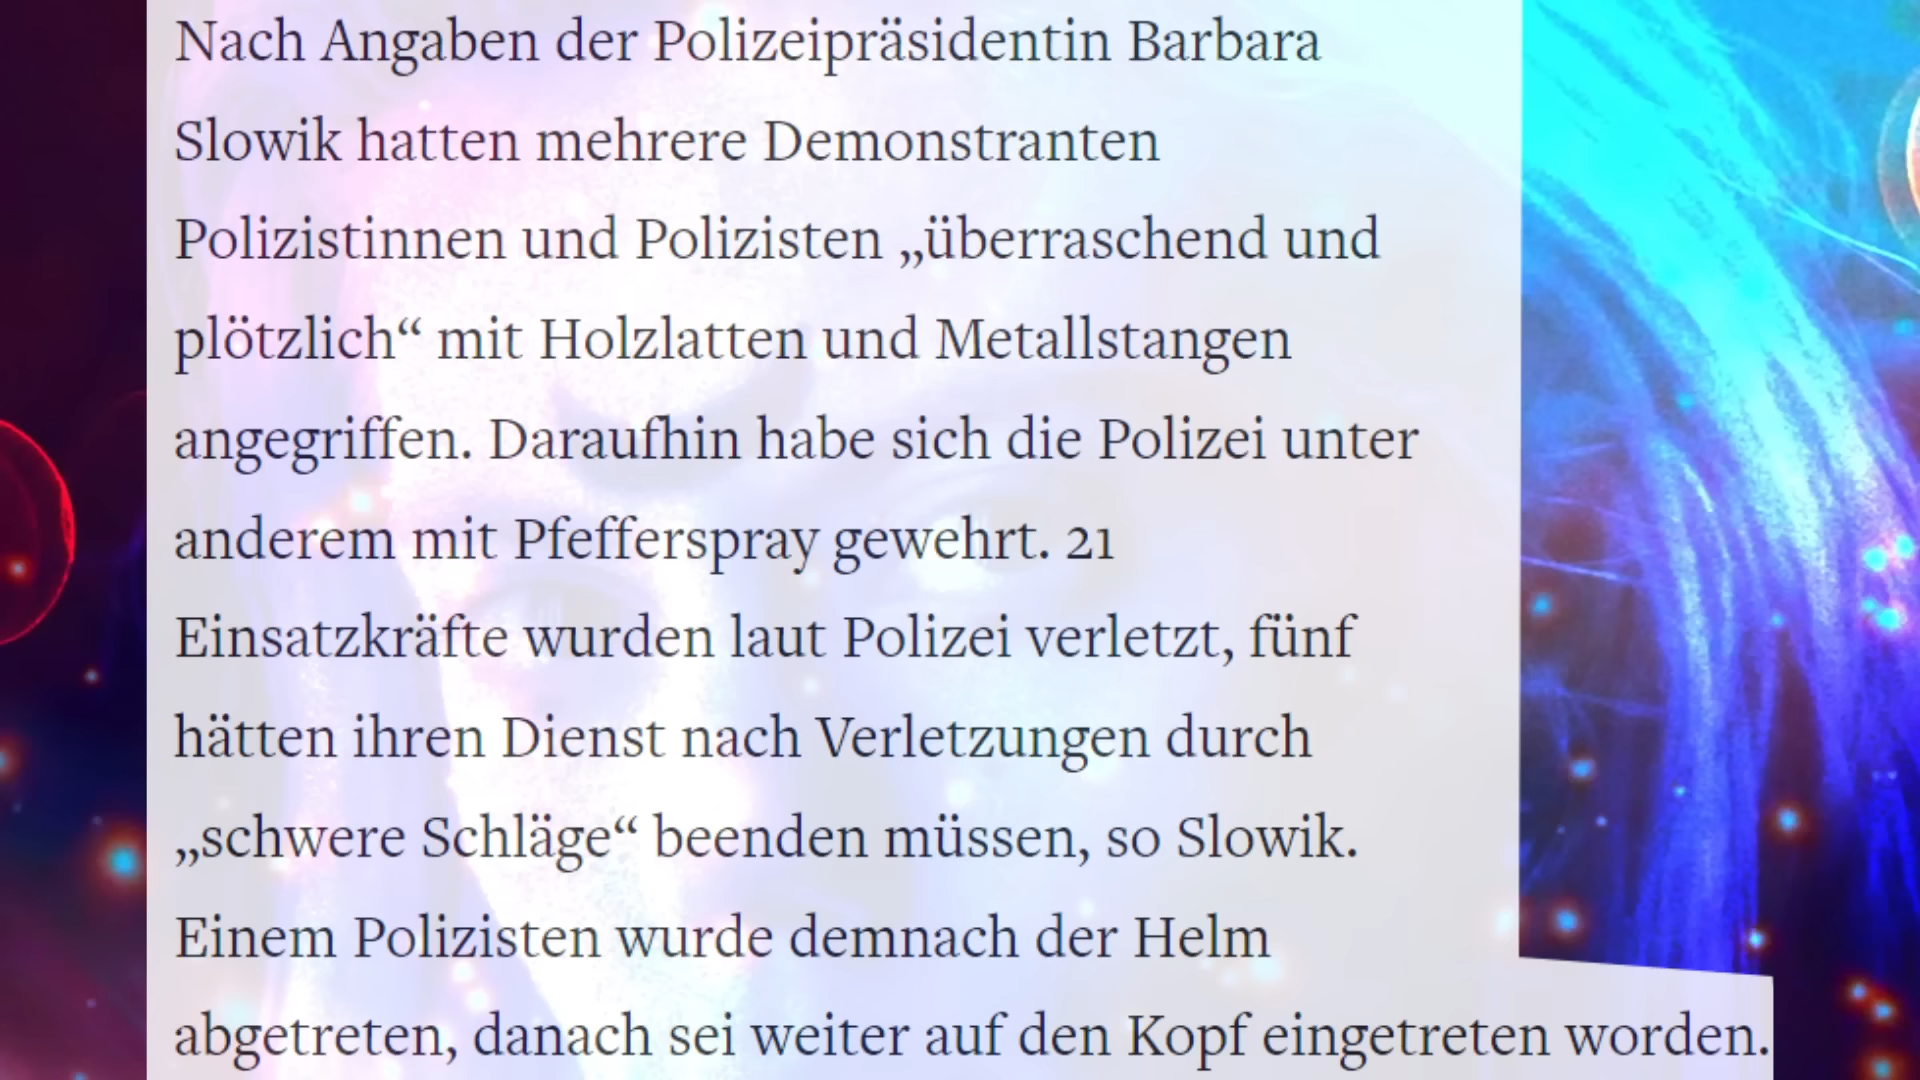 Nach Angaben der Polizeipräsidentin Barbara
Slowik hatten mehrere Demonstranten
Polizistinnen und Polizisten „überraschend und
plötzlich“ mit Holzlatten und Metallstangen
angegriffen. Daraufhin habe sich die Polizei unter
anderem mit Pfefferspray gewehrt. 21
Einsatzkräfte wurden laut Polizei verletzt, fünf
hätten ihren Dienst nach Verletzungen durch
„schwere Schläge“ beenden müssen, so Slowik.
Einem Polizisten wurde demnach der Helm
abgetreten, danach sei weiter auf den Kopf eingetreten worden.